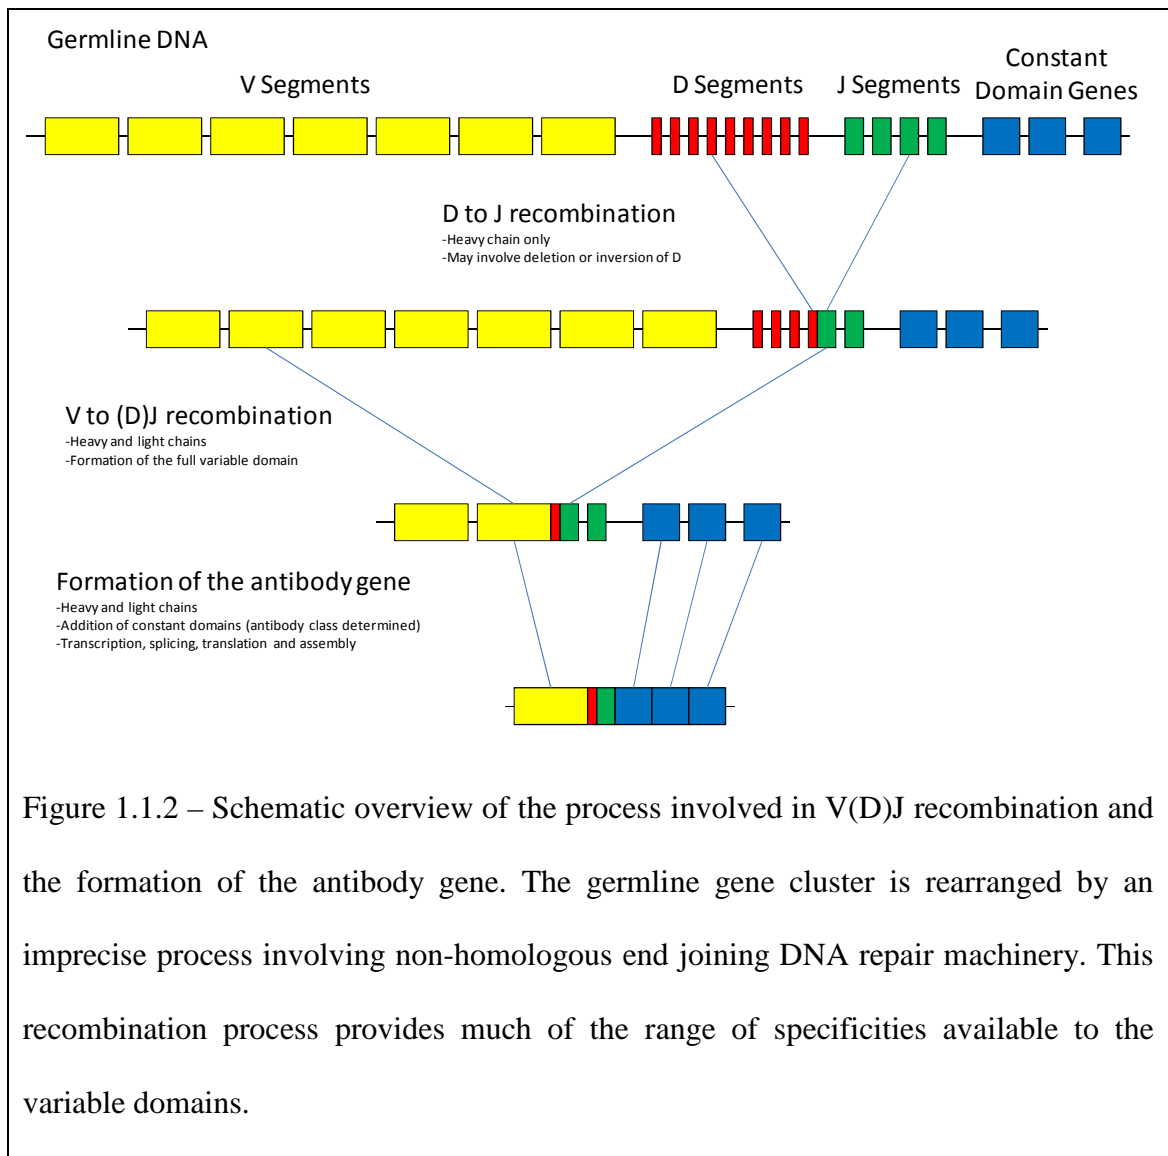 Germline DNA
V Segments
D Segments
J Segments
Constant
Domain Genes
D to J recombination
-Heavy chain only
-May involve deletion or inversion of D
V to (D)J recombination
-Heavy and light chains
-Formation of the full variable domain
Formation of the antibody gene
-Heavy and light chains
-Addition of constant domains (antibody class determined)
-Transcription, splicing, translation and assembly
Figure 1.1.2 – Schematic overview of the process involved in V(D)J recombination and
the formation of the antibody gene. The germline gene cluster is rearranged by an
imprecise process involving non-homologous end joining DNA repair machinery. This
recombination process provides much of the range of specificities available to the
variable domains.